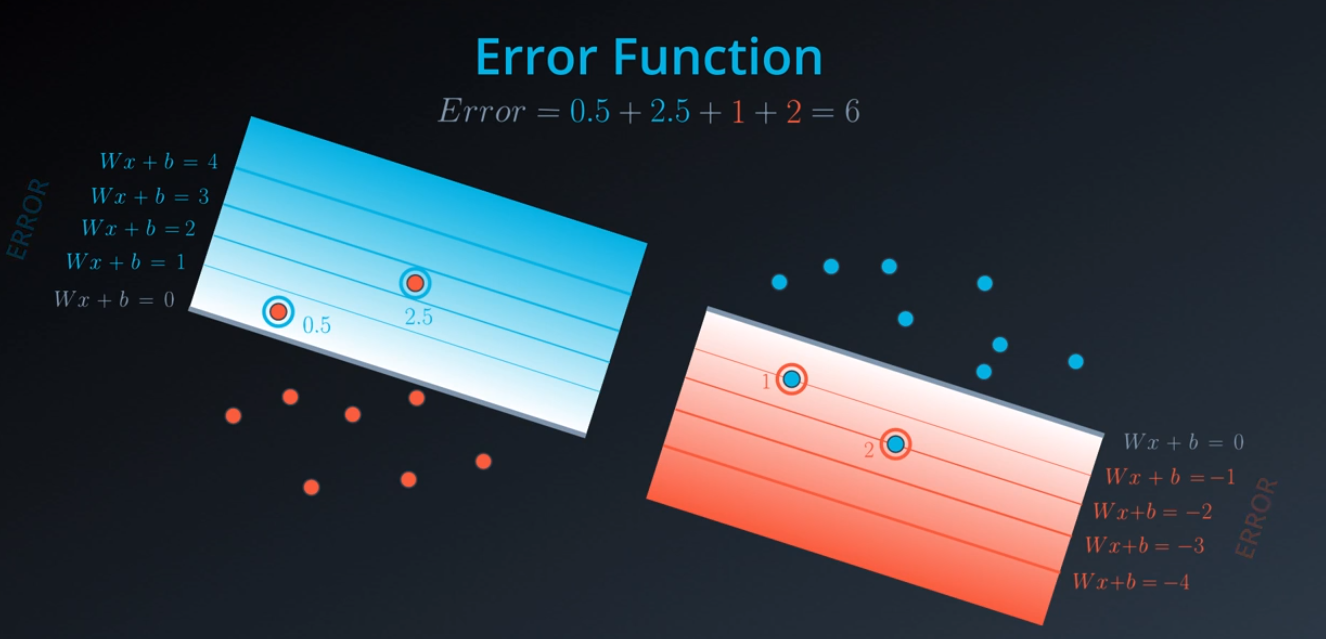 Error Function
Error = 0.5 + 2.5 + 1 + 2 = 6
Wx + b = 4
Wx + b = 3
Wx + b =2
Wx + b = 1
Wx + b = 0
ERROR
0.5
2.5
1
2
Wx + b = 0
Wx + b =−1
Wx+b = −2
Wx+b = −3
Wx+b = −4
ERROR